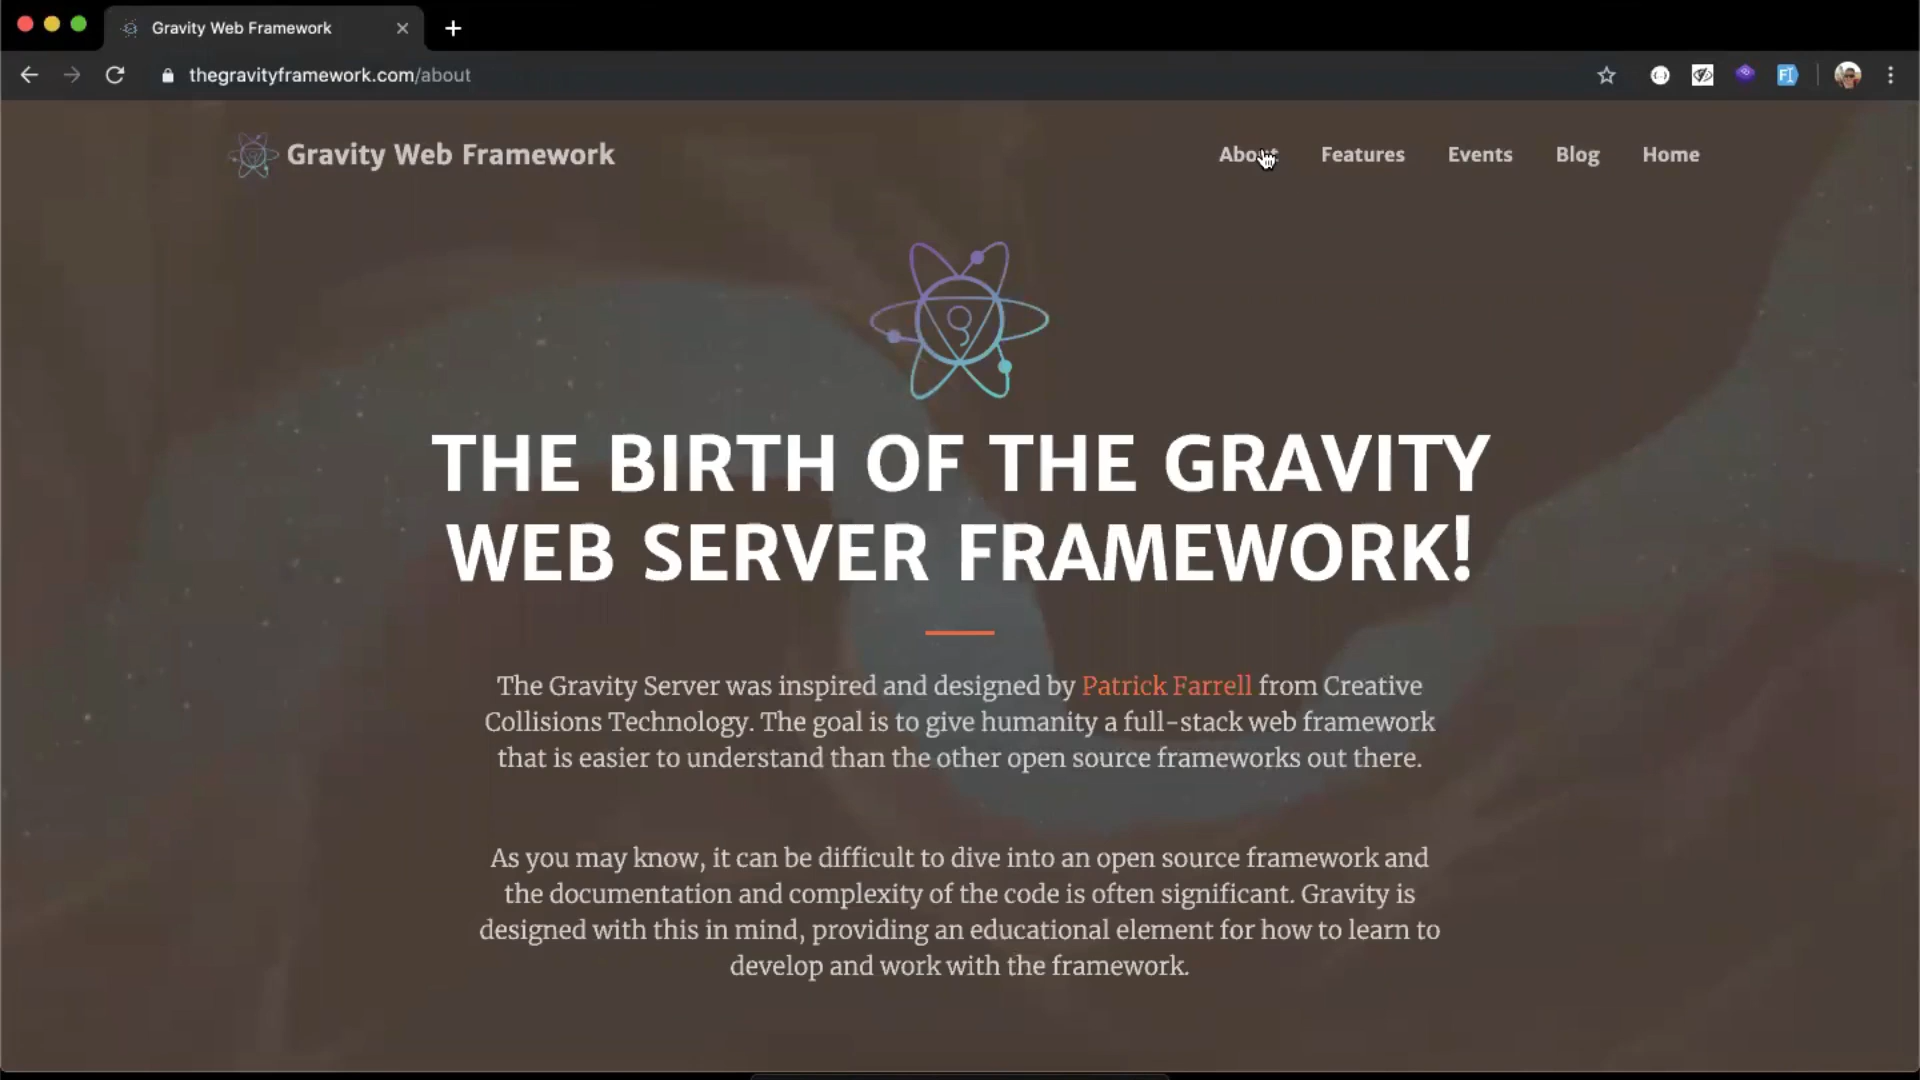 Gravity Web Framework
thegravityframework.com/about
Gravity Web Framework
About Features Events Blog Home
THE BIRTH OF THE GRAVITY
WEB SERVER FRAMEWORK!
The Gravity Server was inspired and designed by Patrick Farrell from Creative
Collisions Technology. The goal is to give humanity a full-stack web framework
that is easier to understand than the other open source frameworks out there.
As you may know, it can be difficult to dive into an open source framework and
the documentation and complexity of the code is often significant. Gravity is
designed with this in mind, providing an educational element for how to learn to
develop and work with the framework.